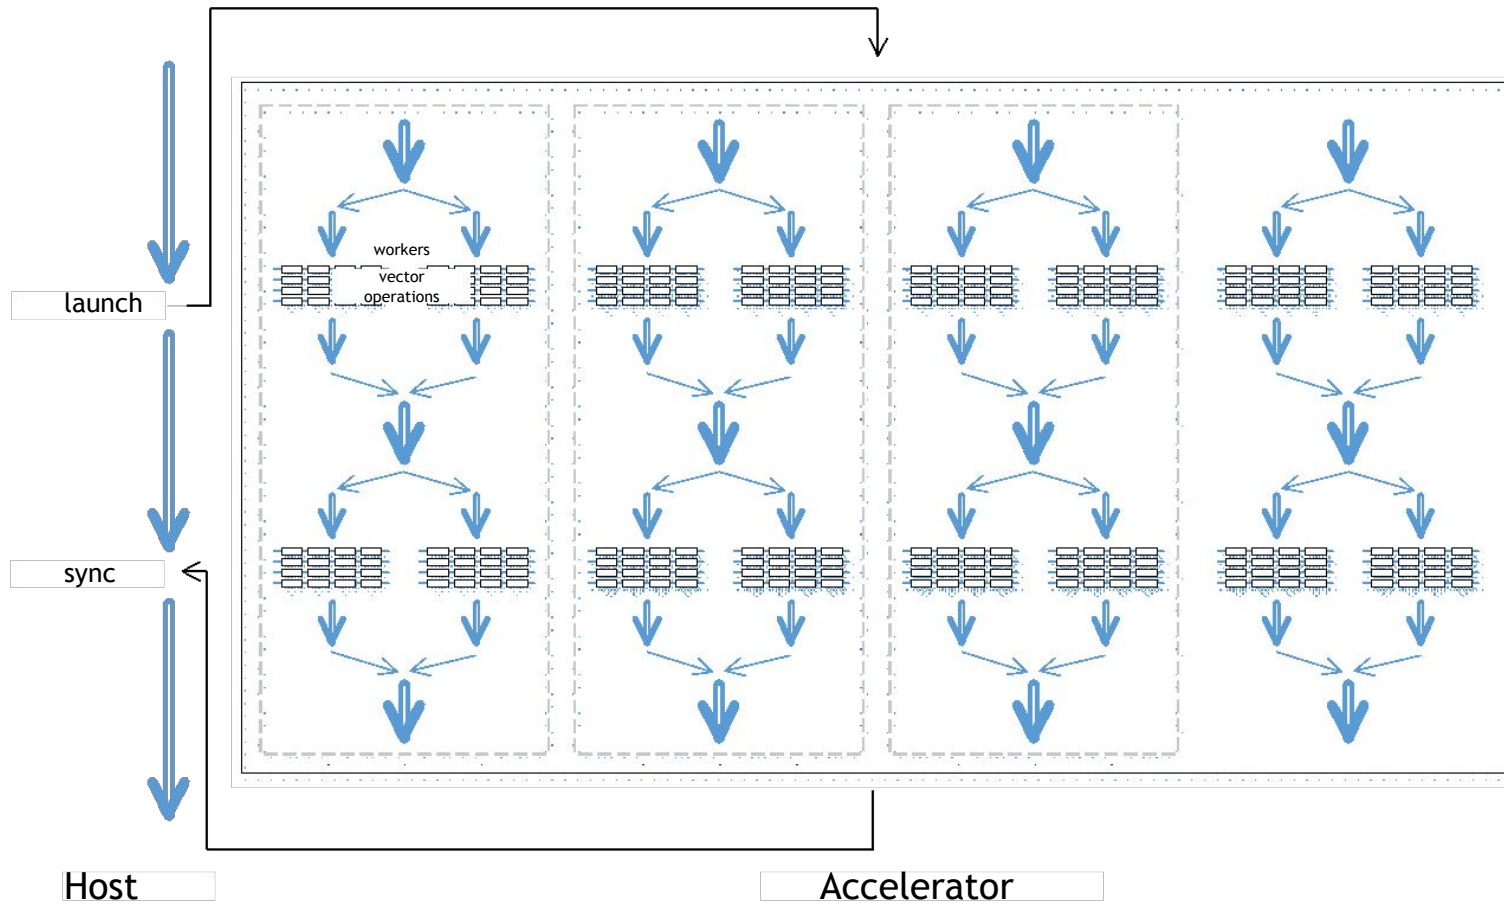 workers
vector
operations
launch
sync
Host
Accelerator